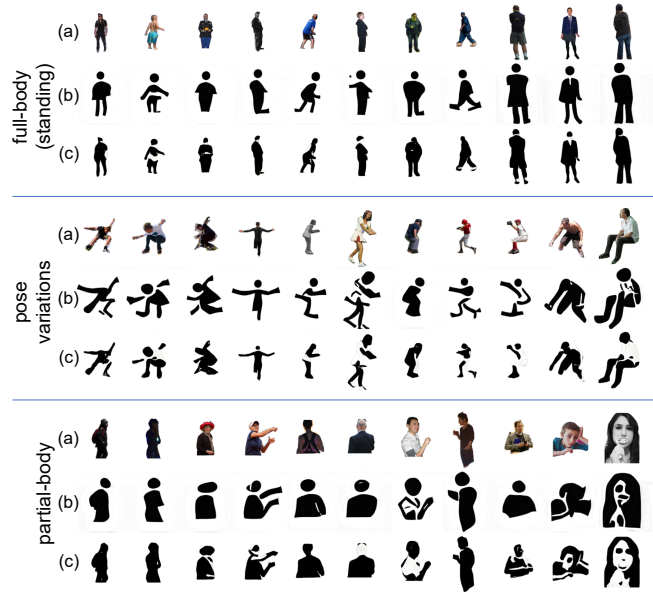 full-body
(standing)
(a)
(b)
(c)
pose
variations
(a)
(b)
(c)
partial-body
(a)
(b)
(c)